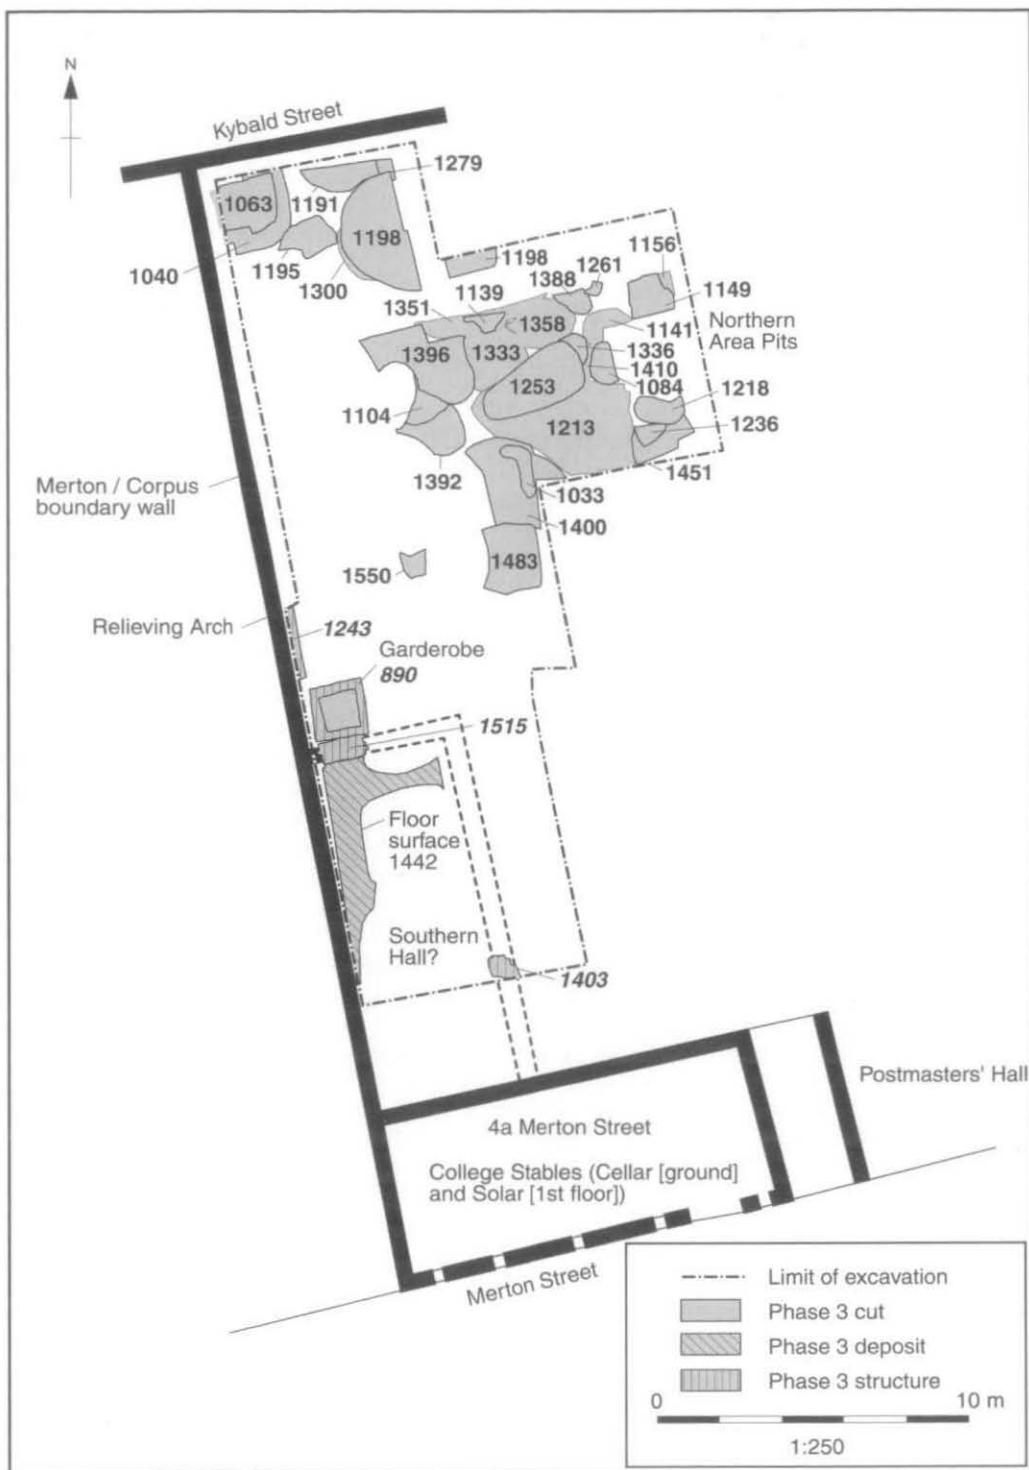 N
Kybald Street
1279
1063
1191
1198
1040
1195
1300
1198
1156
1261
1388
1149
1139
1351
1358
1141
Northern
Area Pits
1396
1333
1336
1410
1253
1084
1218
1104
1213
1236
1392
1451
Merton / Corpus
boundary wall
1033
1400
1483
1550
Relieving Arch
1243
Garderobe
890
1515
Floor
surface
1442
Southern
Hall?
1403
Postmasters' Hall
4a Merton Street
College Stables (Cellar [ground]
and Solar [1st floor])
Merton Street
Limit of excavation
Phase 3 cut
Phase 3 deposit
Phase 3 structure
0 10 m
1:250